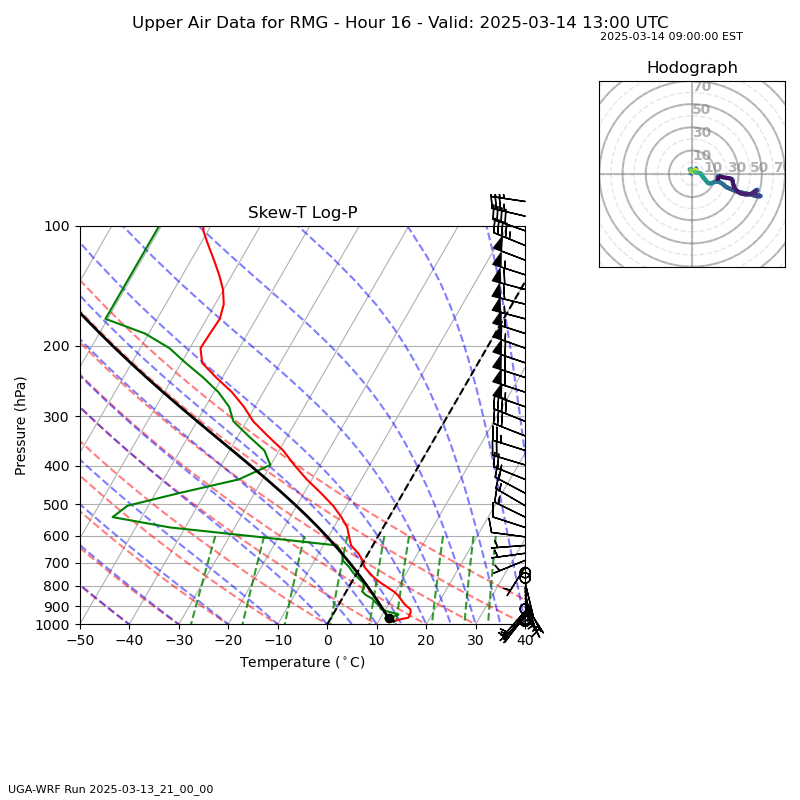 Upper Air Data for RMG - Hour 16 - Valid: 2025-03-14 13:00 UTC
2025-03-14 09:00:00 EST
Hodograph
70
50
30
10
10 30 50 7
Skew-T Log-P
100
200
300
400
500
600
700
800
900
1000
Pressure (hPa)
−50 −40 −30 −20 −10 0 10 20 30 40
Temperature (°C)
UGA-WRF Run 2025-03-13_21_00_00